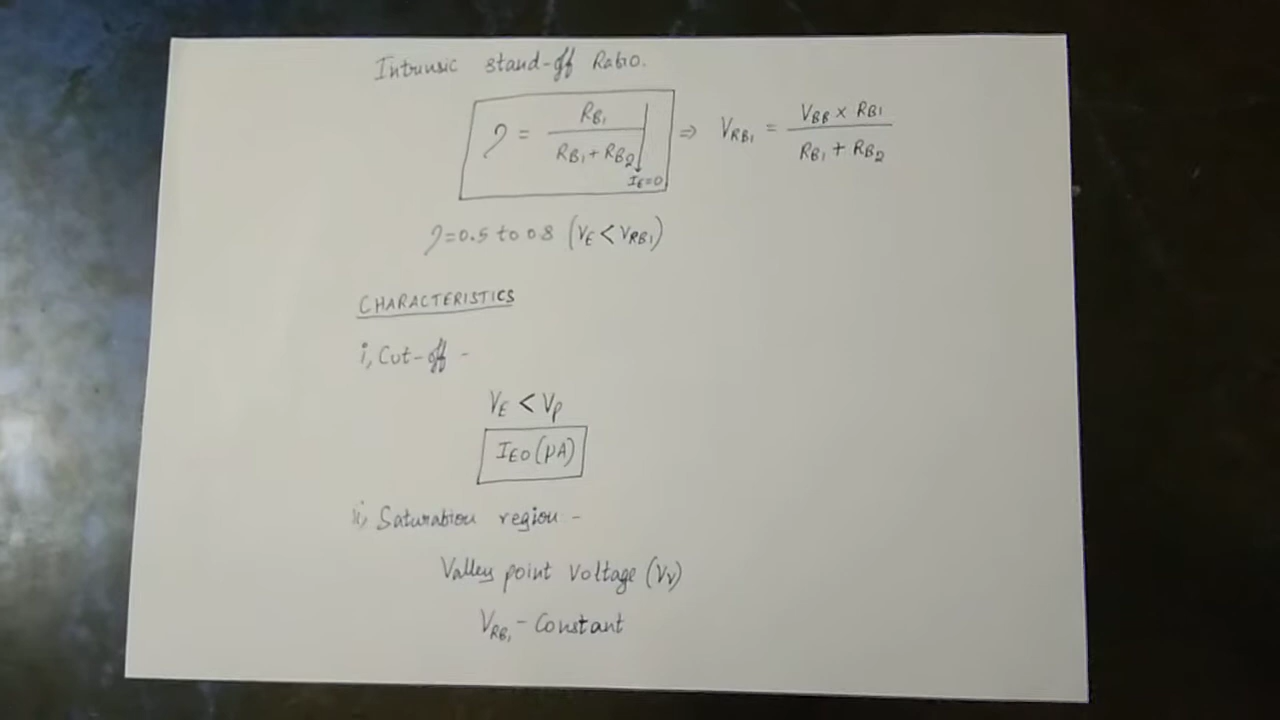 Intrinsic stand-off Ratio.
η = RB1 / RB1 + RB2 | IE=0 ⇒ VRB1 = VBB × RB1 / RB1 + RB2
η=0.5 to 0.8 (VE < VRB1)
CHARACTERISTICS
i, Cut-off -
VE < VP
IEO (µA)
ii, Saturation region -
Valley point Voltage (Vv)
VRB1 - Constant